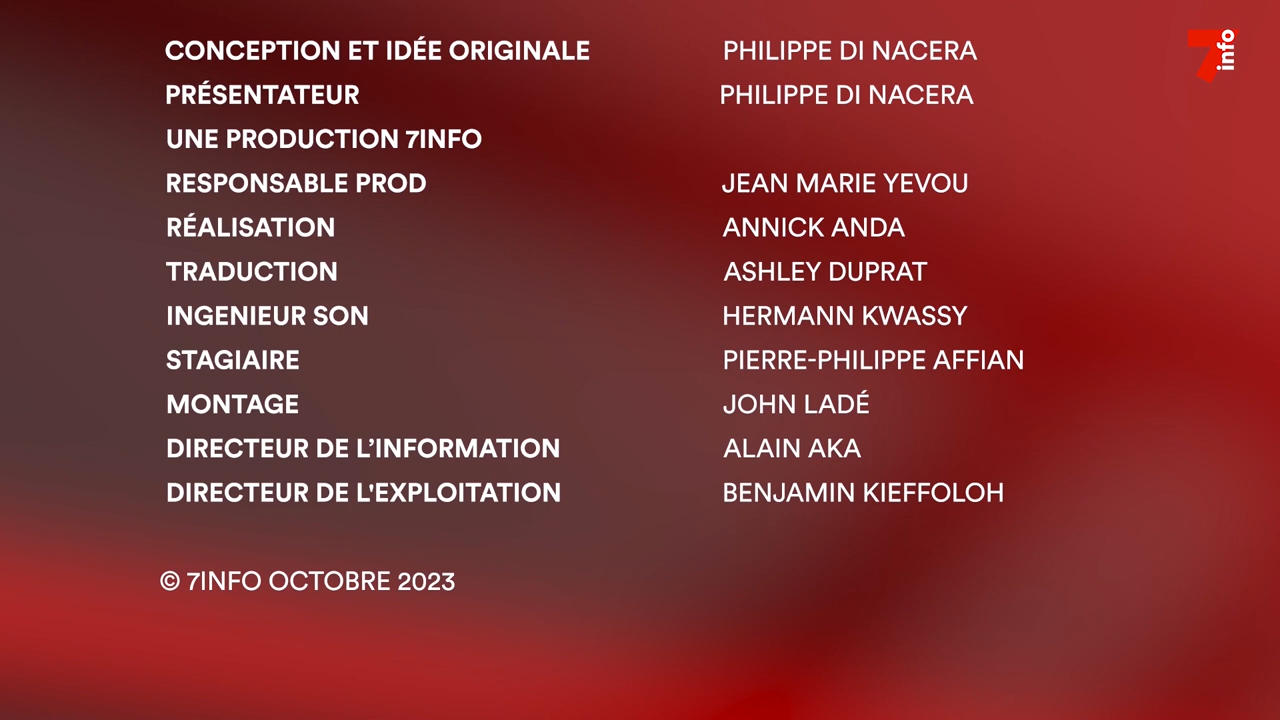 CONCEPTION ET IDÉE ORIGINALE PHILIPPE DI NACERA
PRÉSENTATEUR PHILIPPE DI NACERA
UNE PRODUCTION 7INFO
RESPONSABLE PROD JEAN MARIE YEVOU
RÉALISATION ANNICK ANDA
TRADUCTION ASHLEY DUPRAT
INGENIEUR SON HERMANN KWASSY
STAGIAIRE PIERRE-PHILIPPE AFFIAN
MONTAGE JOHN LADÉ
DIRECTEUR DE L’INFORMATION ALAIN AKA
DIRECTEUR DE L'EXPLOITATION BENJAMIN KIEFFOLOH
© 7INFO OCTOBRE 2023
7info